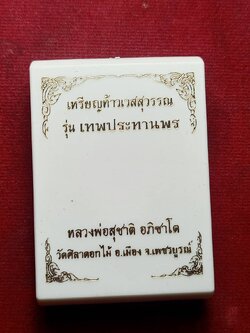 เหรียญท้าวเวสสุวรรณ
รุ่น เทพประทานพร
หลวงพ่อสุชาติ อภิชาโต
วัดศิลาดอกไม้ อ.เมือง จ.เพชรบูรณ์